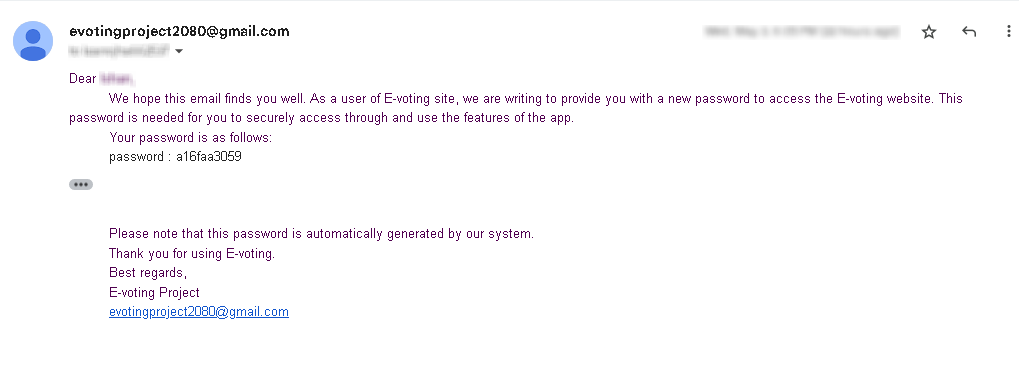 evotingproject2080@gmail.com
Dear
We hope this email finds you well. As a user of E-voting site, we are writing to provide you with a new password to access the E-voting website. This
password is needed for you to securely access through and use the features of the app.
Your password is as follows:
password : a16faa3059
Please note that this password is automatically generated by our system.
Thank you for using E-voting.
Best regards,
E-voting Project
evotingproject2080@gmail.com